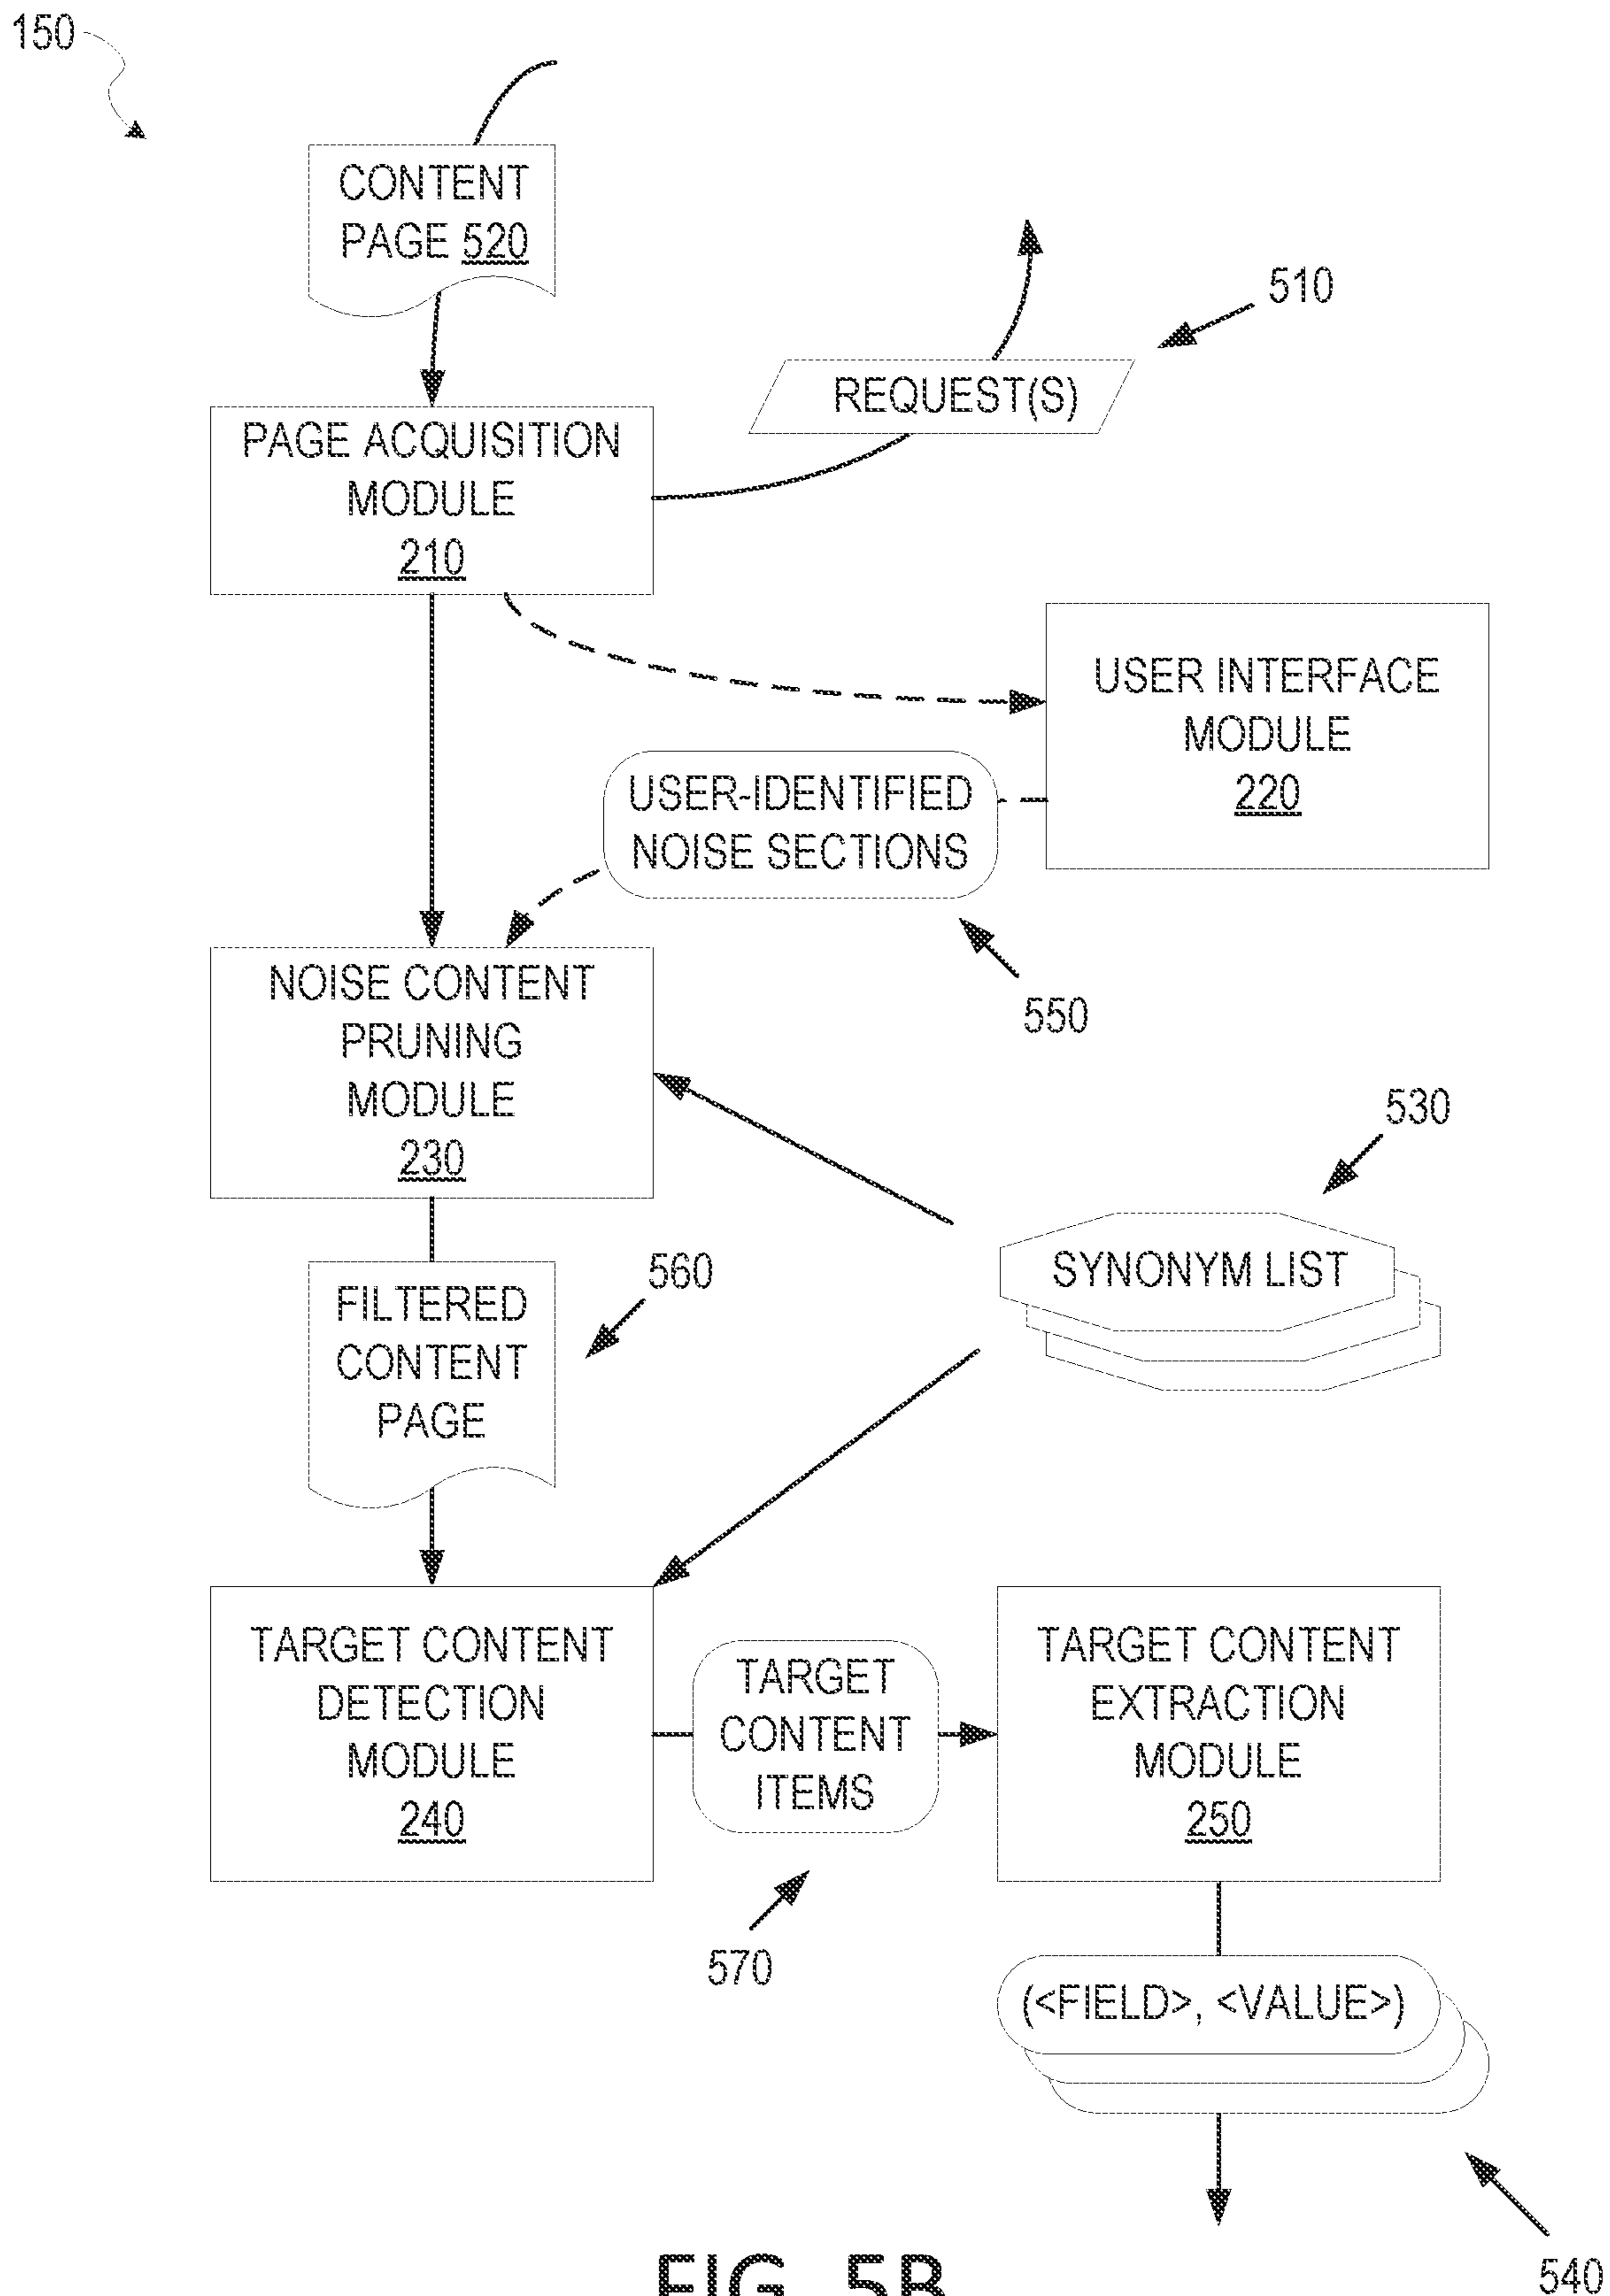 150
CONTENT
PAGE 520
510
REQUEST(S)
PAGE ACQUISITION
MODULE
210
USER INTERFACE
MODULE
220
USER-IDENTIFIED
NOISE SECTIONS
550
NOISE CONTENT
PRUNING
MODULE
230
530
SYNONYM LIST
560
FILTERED
CONTENT
PAGE
TARGET CONTENT
DETECTION
MODULE
240
TARGET
CONTENT
ITEMS
570
TARGET CONTENT
EXTRACTION
MODULE
250
(<FIELD>, <VALUE>)
540
FIG. 5B